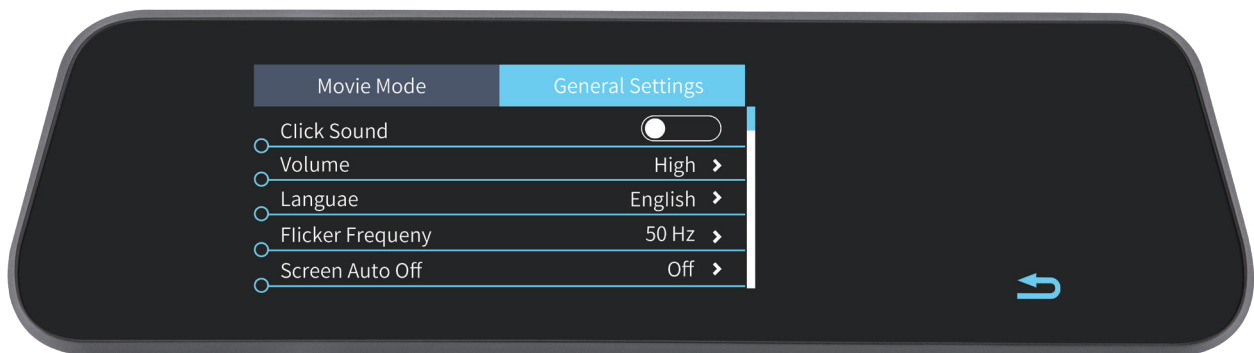 Movie Mode General Settings
Click Sound
Volume High
Languae English
Flicker Frequeny 50 Hz
Screen Auto Off Off